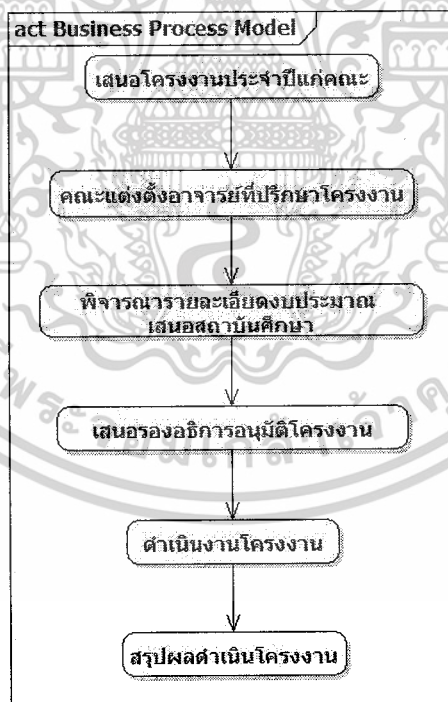 act Business Process Model
เสนอโครงงานประจำปีแก่คณะ
คณะแต่งตั้งอาจารย์ที่ปรึกษาโครงงาน
พิจารณารายละเอียดงบประมาณ
เสนอสถาบันศึกษา
เสนอรองอธิการอนุมัติโครงงาน
ดำเนินงานโครงงาน
สรุปผลดำเนินโครงงาน